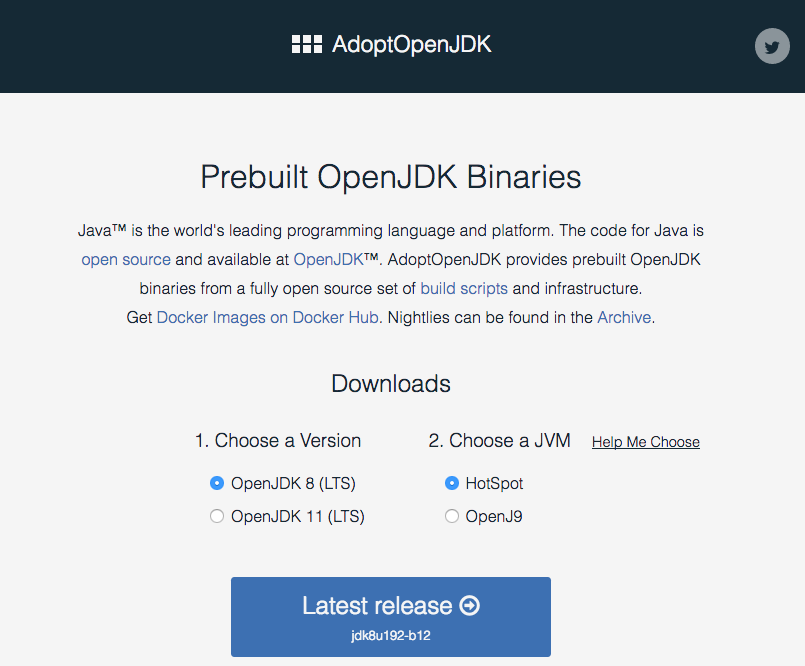 AdoptOpenJDK
Prebuilt OpenJDK Binaries
Java™ is the world's leading programming language and platform. The code for Java is
open source and available at OpenJDK™. AdoptOpenJDK provides prebuilt OpenJDK
binaries from a fully open source set of build scripts and infrastructure.
Get Docker Images on Docker Hub. Nightlies can be found in the Archive.
Downloads
1. Choose a Version
OpenJDK 8 (LTS)
OpenJDK 11 (LTS)
2. Choose a JVM
Help Me Choose
HotSpot
OpenJ9
Latest release
jdk8u192-b12